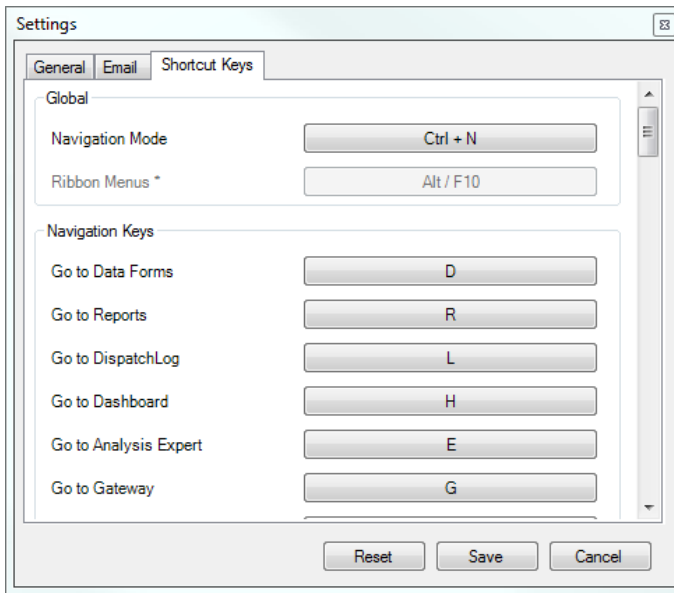 Settings
General Email Shortcut Keys
Global
Navigation Mode Ctrl + N
Ribbon Menus * Alt / F10
Navigation Keys
Go to Data Forms D
Go to Reports R
Go to DispatchLog L
Go to Dashboard H
Go to Analysis Expert E
Go to Gateway G
Reset Save Cancel